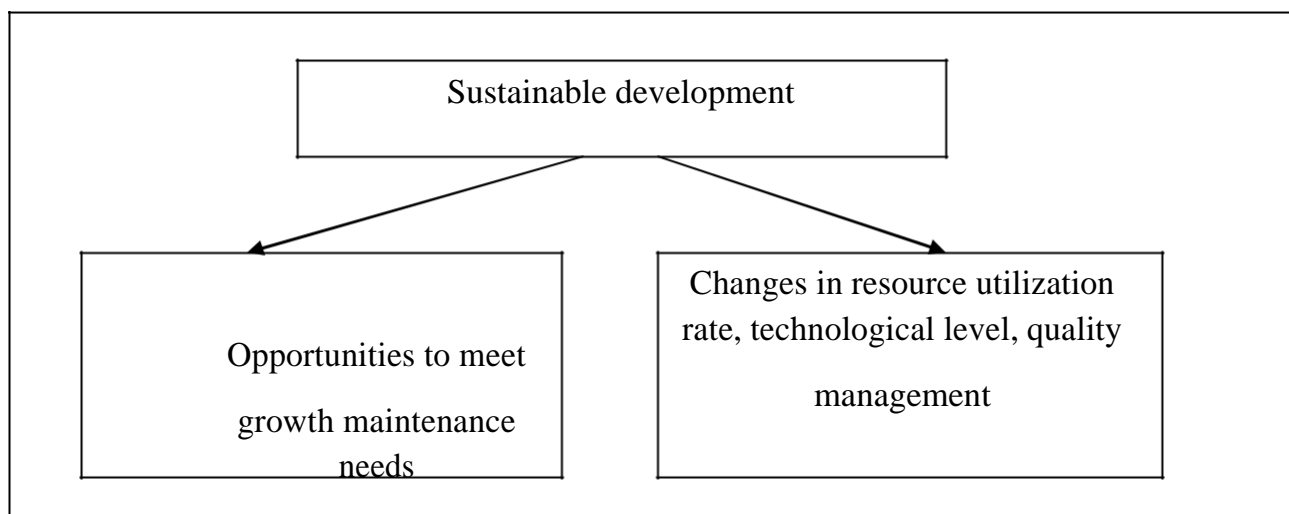 Sustainable development
Opportunities to meet
growth maintenance
needs
Changes in resource utilization
rate, technological level, quality
management